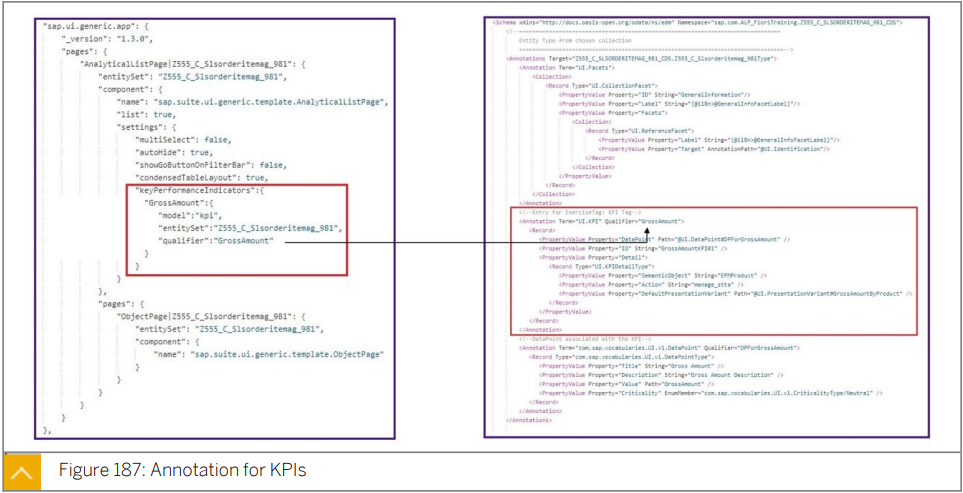 "sap.ui.generic.app": {
"_version": "1.3.0",
"pages": {
"AnalyticalListPage|Z555_C_Slsorderitemag_981": {
"entitySet": "Z555_C_Slsorderitemag_981",
"component": {
"name": "sap.suite.ui.generic.template.AnalyticalListPage",
"list": true,
"settings": {
"multiSelect": false,
"autoHide": true,
"showGoButtonOnFilterBar": false,
"condensedTableLayout": true,
"keyPerformanceIndicators":{
"GrossAmount":{
"model":"kpi",
"entitySet":"Z555_C_Slsorderitemag_981",
"qualifier":"GrossAmount"
}
}
}
},
"pages": {
"ObjectPage|Z555_C_Slsorderitemag_981": {
"entitySet": "Z555_C_Slsorderitemag_981",
"component": {
"name": "sap.suite.ui.generic.template.ObjectPage"
}
}
}
}
}
},
<Schema xmlns="http://docs.oasis-open.org/odata/ns/edm" Namespace="sap.com.ALP_FioriTraining.Z555_C_SLSORDERITEMAG_981_CDS">
<!--===============================================================================
Entity Type from chosen collection
================================================================================-->
<Annotations Target="Z555_C_SLSORDERITEMAG_981_CDS.Z555_C_Slsorderitemag_981Type">
<Annotation Term="UI.Facets">
<Collection>
<Record Type="UI.CollectionFacet">
<PropertyValue Property="ID" String="GeneralInformation"/>
<PropertyValue Property="Label" String="{@i18n>@GeneralInfoFacetLabel}"/>
<PropertyValue Property="Facets">
<Collection>
<Record Type="UI.ReferenceFacet">
<PropertyValue Property="Label" String="{@i18n>@GeneralInfoFacetLabel}"/>
<PropertyValue Property="Target" AnnotationPath="@UI.Identification"/>
</Record>
</Collection>
</PropertyValue>
</Record>
</Collection>
</Annotation>
<!--Entry for ExerciseTag: KPI Tag-->
<Annotation Term="UI.KPI" Qualifier="GrossAmount">
<Record>
<PropertyValue Property="DataPoint" Path="@UI.DataPoint#DPForGrossAmount" />
<PropertyValue Property="ID" String="GrossAmountKPI01" />
<PropertyValue Property="Detail">
<Record Type="UI.KPIDetailType">
<PropertyValue Property="SemanticObject" String="EPMProduct" />
<PropertyValue Property="Action" String="manage_stta" />
<PropertyValue Property="DefaultPresentationVariant" Path="@UI.PresentationVariant#GrossAmountByProduct" />
</Record>
</PropertyValue>
</Record>
</Annotation>
<!--DataPoint associated with the KPI-->
<Annotation Term="com.sap.vocabularies.UI.v1.DataPoint" Qualifier="DPForGrossAmount">
<Record Type="com.sap.vocabularies.UI.v1.DataPointType">
<PropertyValue Property="Title" String="Gross Amount" />
<PropertyValue Property="Description" String="Gross Amount Description" />
<PropertyValue Property="Value" Path="GrossAmount" />
<PropertyValue Property="Criticality" EnumMember="com.sap.vocabularies.UI.v1.CriticalityType/Neutral" />
</Record>
</Annotation>
</Annotations>
Figure 187: Annotation for KPIs